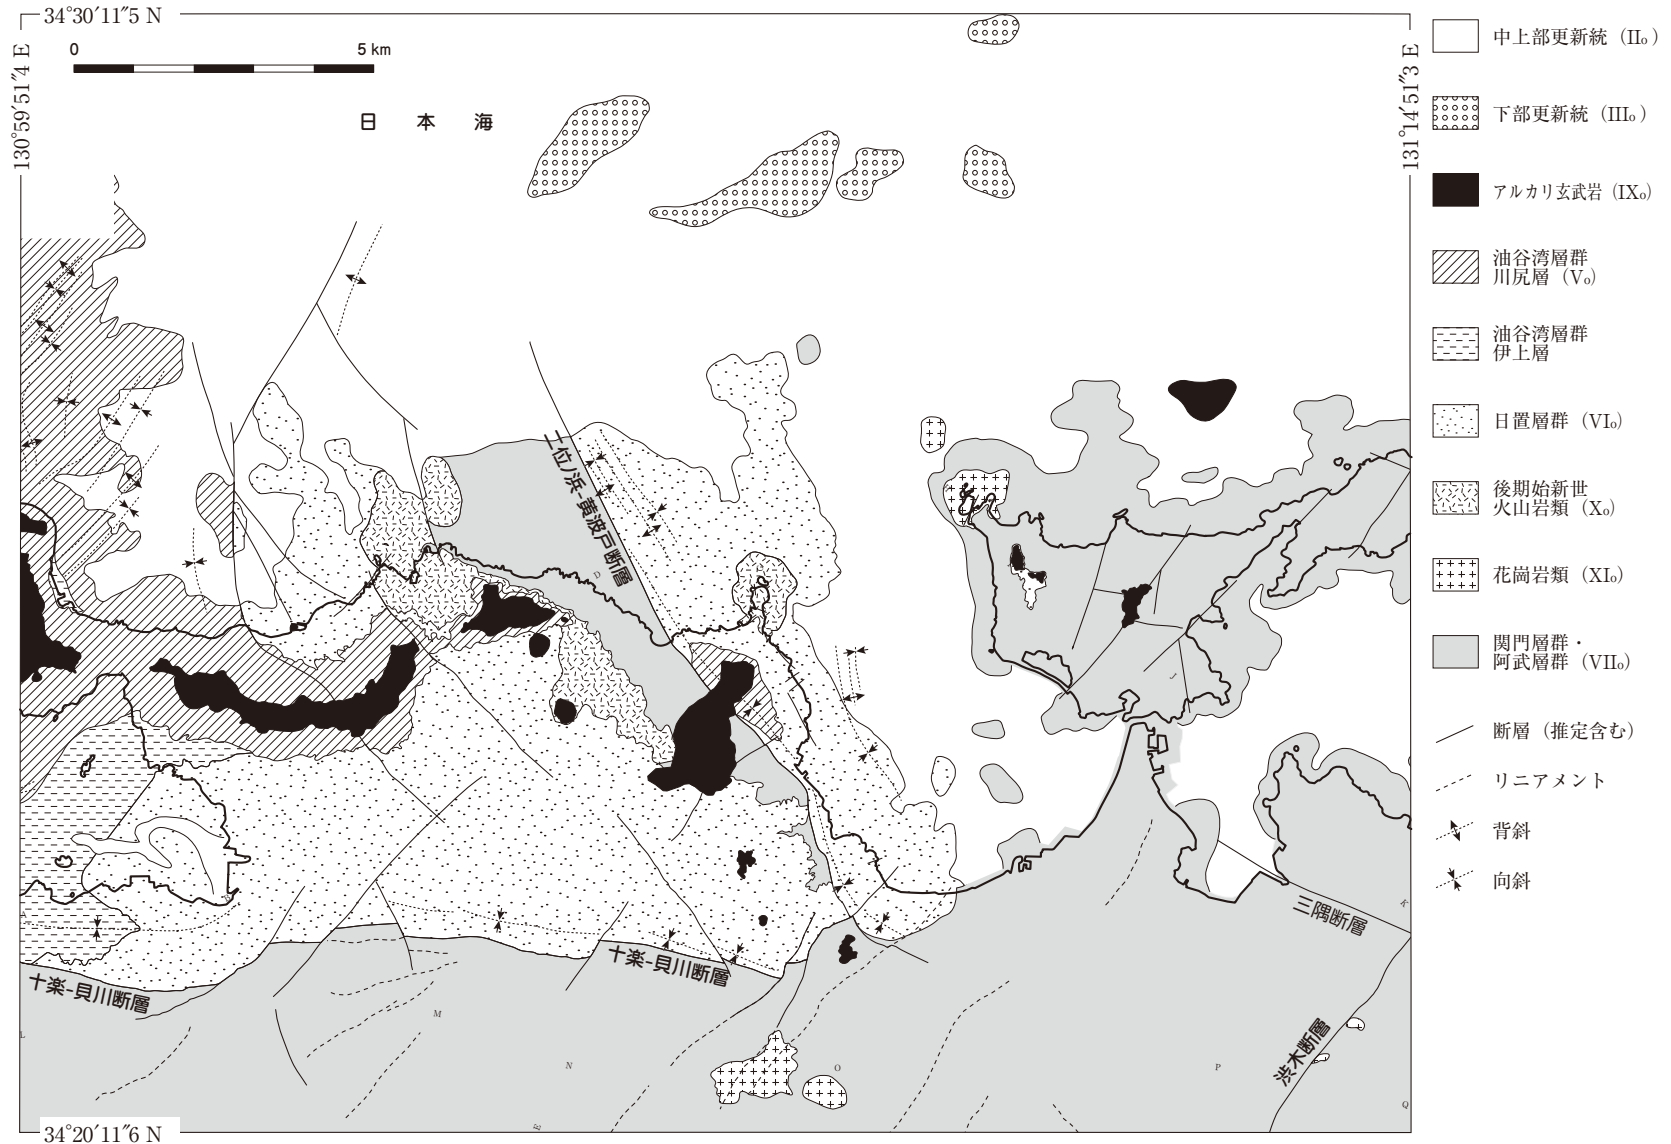 34°30′11″5 N
130°59′51″4 E
131°14′51″3 E
0
5 km
日 本 海
二位ノ浜-黄波戸断層
十楽-貝川断層
十楽-貝川断層
三隅断層
渋木断層
D
J
K
L
M
N
O
P
Q
E
34°20′11″6 N
中上部更新統 (IIo)
下部更新統 (IIIo)
アルカリ玄武岩 (IXo)
油谷湾層群
川尻層 (Vo)
油谷湾層群
伊上層
日置層群 (VIo)
後期始新世
火山岩類 (Xo)
花崗岩類 (XIo)
関門層群・
阿武層群 (VIIo)
断層 (推定含む)
リニアメント
背斜
向斜